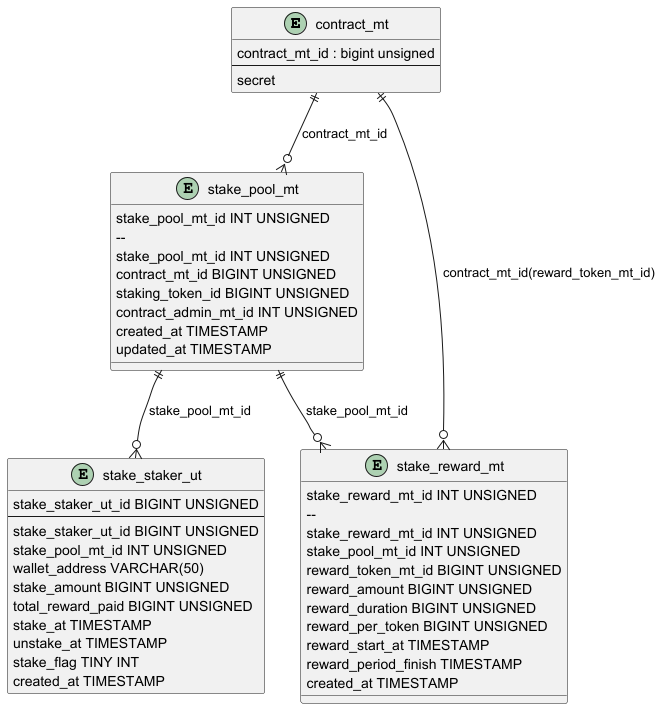 E contract_mt
contract_mt_id : bigint unsigned
secret
contract_mt_id
E stake_pool_mt
stake_pool_mt_id INT UNSIGNED
--
stake_pool_mt_id INT UNSIGNED
contract_mt_id BIGINT UNSIGNED
staking_token_id BIGINT UNSIGNED
contract_admin_mt_id INT UNSIGNED
created_at TIMESTAMP
updated_at TIMESTAMP
contract_mt_id(reward_token_mt_id)
stake_pool_mt_id
stake_pool_mt_id
E stake_staker_ut
stake_staker_ut_id BIGINT UNSIGNED
stake_staker_ut_id BIGINT UNSIGNED
stake_pool_mt_id INT UNSIGNED
wallet_address VARCHAR(50)
stake_amount BIGINT UNSIGNED
total_reward_paid BIGINT UNSIGNED
stake_at TIMESTAMP
unstake_at TIMESTAMP
stake_flag TINY INT
created_at TIMESTAMP
E stake_reward_mt
stake_reward_mt_id INT UNSIGNED
--
stake_reward_mt_id INT UNSIGNED
stake_pool_mt_id INT UNSIGNED
reward_token_mt_id BIGINT UNSIGNED
reward_amount BIGINT UNSIGNED
reward_duration BIGINT UNSIGNED
reward_per_token BIGINT UNSIGNED
reward_start_at TIMESTAMP
reward_period_finish TIMESTAMP
created_at TIMESTAMP